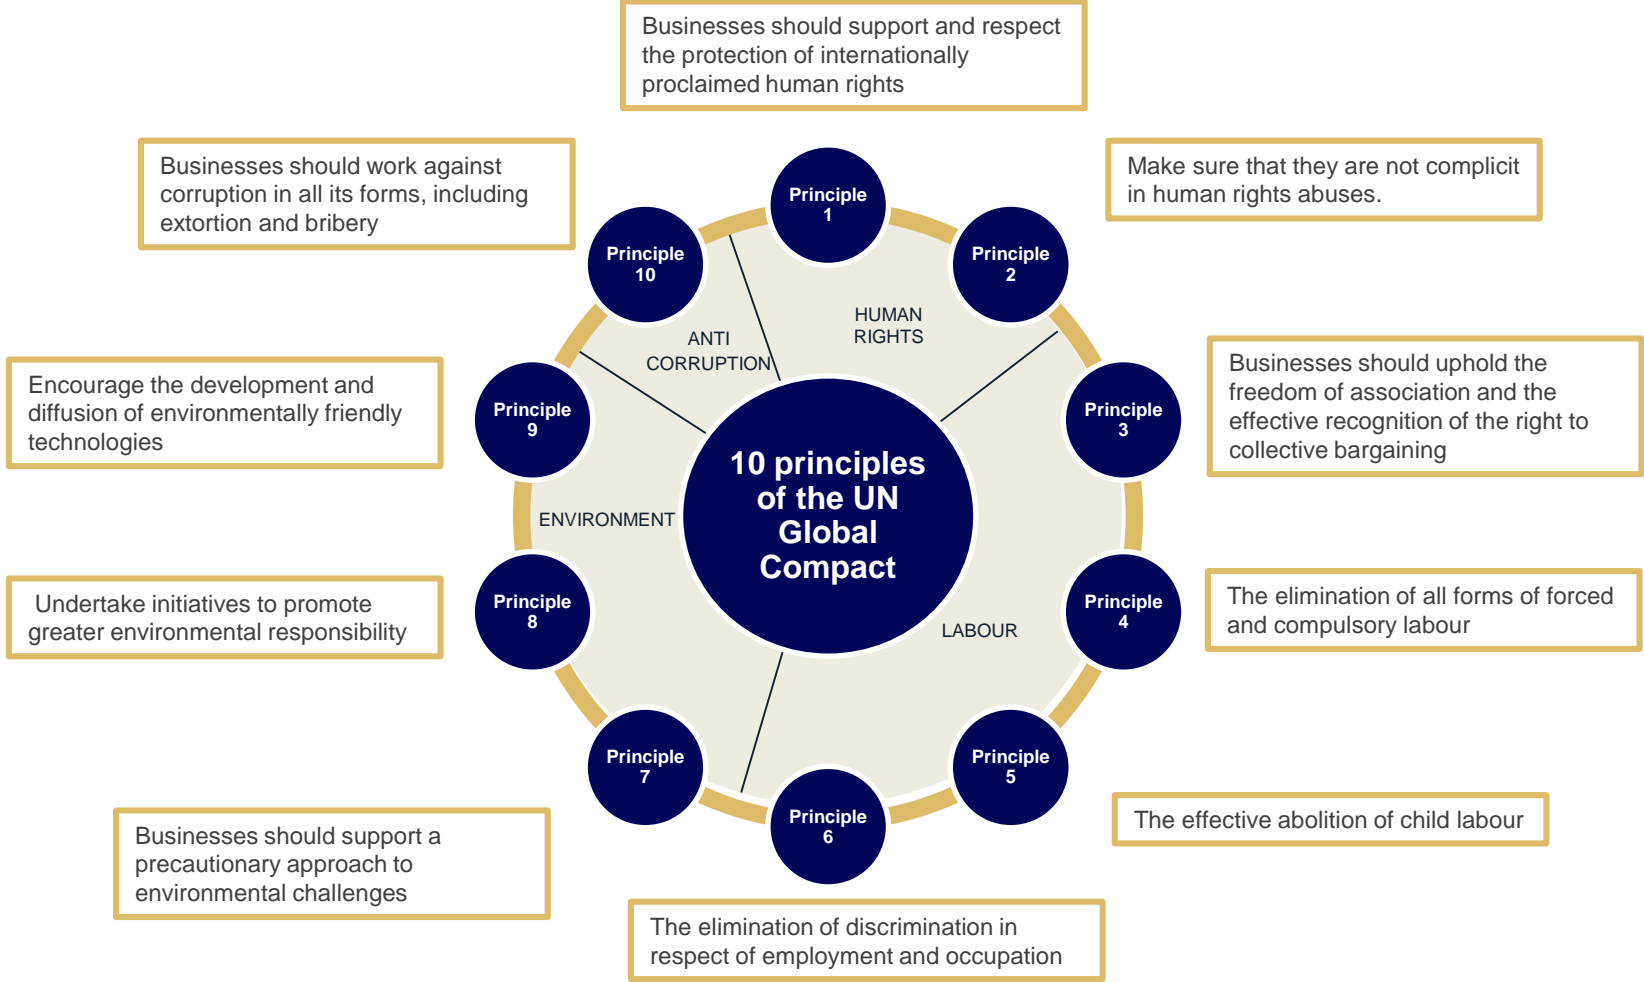 Businesses should support and respect
the protection of internationally
proclaimed human rights
Businesses should work against
corruption in all its forms, including
extortion and bribery
Make sure that they are not complicit
in human rights abuses.
Principle
1
Principle
10
Principle
2
HUMAN
RIGHTS
ANTI
CORRUPTION
Encourage the development and
diffusion of environmentally friendly
technologies
Principle
9
Principle
3
Businesses should uphold the
freedom of association and the
effective recognition of the right to
collective bargaining
10 principles
of the UN
Global
Compact
ENVIRONMENT
Undertake initiatives to promote
greater environmental responsibility
Principle
8
LABOUR
Principle
4
The elimination of all forms of forced
and compulsory labour
Principle
7
Principle
5
Principle
6
Businesses should support a
precautionary approach to
environmental challenges
The effective abolition of child labour
The elimination of discrimination in
respect of employment and occupation